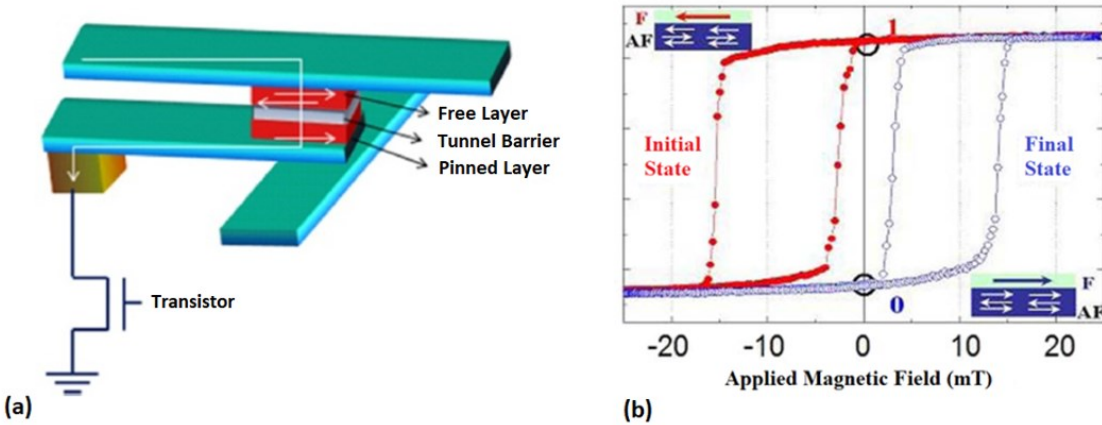 Free Layer
Tunnel Barrier
Pinned Layer
Transistor
(a)
F
AF
1
Initial
State
Final
State
0
F
AF
-20 -10 0 10 20
Applied Magnetic Field (mT)
(b)